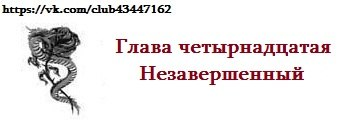 https://vk.com/club43447162
Глава четырнадцатая
Незавершенный